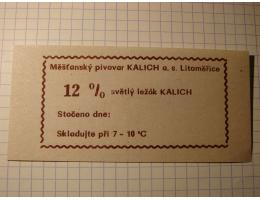 Měšťanský pivovar KALICH a. s. Litoměřice
12 % světlý ležák KALICH
Stočeno dne:
Skladujte při 7 - 10 °C